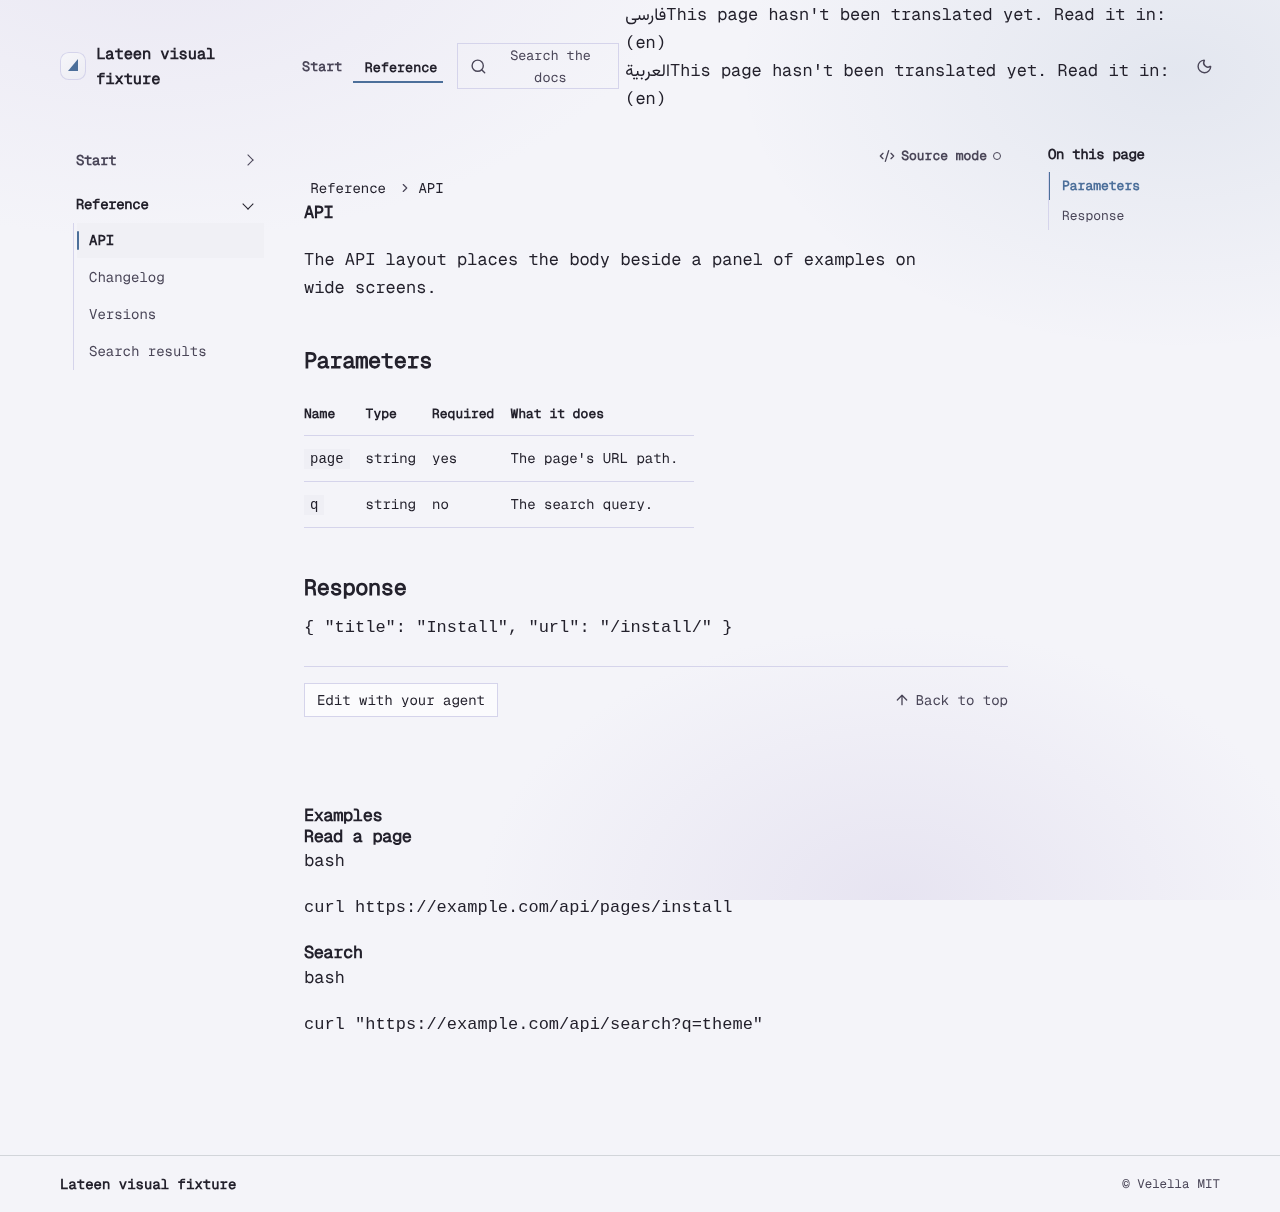 Lateen visual
fixture
Start
Reference
Search the
docs
فارسیThis page hasn't been translated yet. Read it in:
(en)
العربيةThis page hasn't been translated yet. Read it in:
(en)
Start
Reference
API
Changelog
Versions
Search results
Source mode
Reference
API
API
The API layout places the body beside a panel of examples on
wide screens.
Parameters
Name Type Required What it does
page string yes The page's URL path.
q string no The search query.
Response
{ "title": "Install", "url": "/install/" }
Edit with your agent
Back to top
Examples
Read a page
bash
curl https://example.com/api/pages/install
Search
bash
curl "https://example.com/api/search?q=theme"
On this page
Parameters
Response
Lateen visual fixture
© Velella MIT